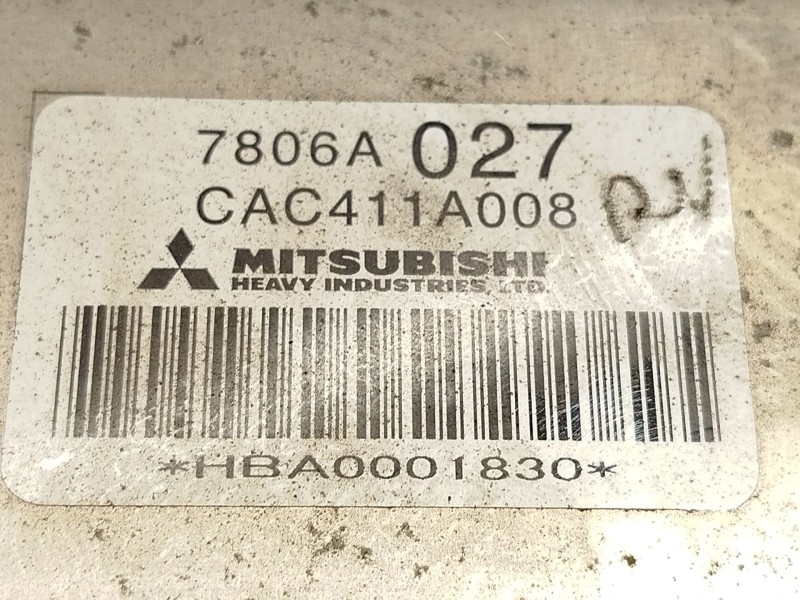 7806A 027
CAC411A008
MITSUBISHI
HEAVY INDUSTRIES, LTD.
*HBA0001830*